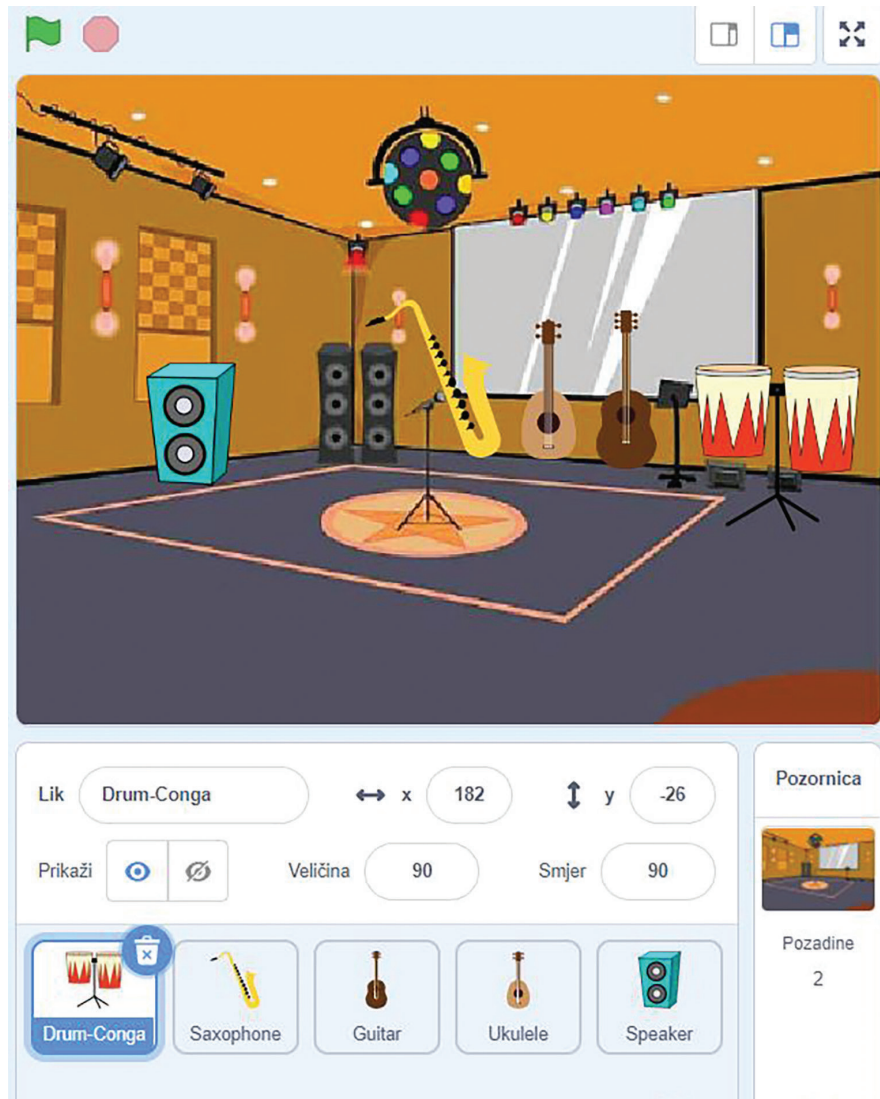 Lik Drum-Conga x 182 y -26
Pozornica
Prikaži Veličina 90 Smjer 90
Pozadine
2
Drum-Conga Saxophone Guitar Ukulele Speaker